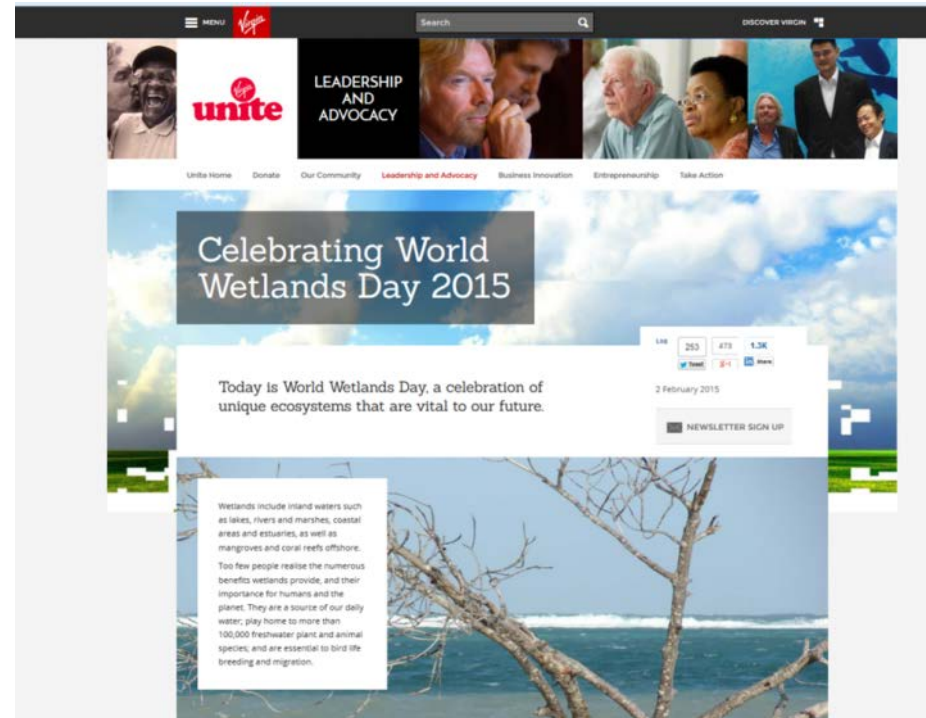 MENU
Virgin
Search
DISCOVER VIRGIN
Virgin
unite
LEADERSHIP
AND
ADVOCACY
Unite Home Donate Our Community Leadership and Advocacy Business Innovation Entrepreneurship Take Action
Celebrating World
Wetlands Day 2015
253 473 1.3K
Tweet +1 Share
Today is World Wetlands Day, a celebration of
unique ecosystems that are vital to our future.
2 February 2015
NEWSLETTER SIGN UP
Wetlands include inland waters such
as lakes, rivers and marshes, coastal
areas and estuaries, as well as
mangroves and coral reefs offshore.
Too few people realise the numerous
benefits wetlands provide, and their
importance for humans and the
planet. They are a source of our daily
water; play home to more than
100,000 freshwater plant and animal
species; and are essential to bird life
breeding and migration.